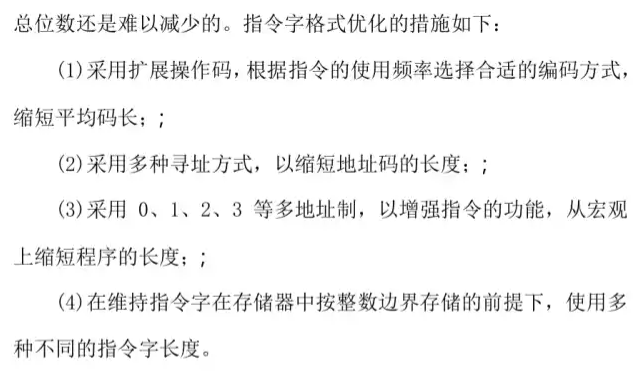 总位数还是难以减少的。指令字格式优化的措施如下：
(1)采用扩展操作码，根据指令的使用频率选择合适的编码方式，
缩短平均码长；;
(2)采用多种寻址方式，以缩短地址码的长度；;
(3)采用 0、1、2、3 等多地址制，以增强指令的功能，从宏观
上缩短程序的长度；;
(4)在维持指令字在存储器中按整数边界存储的前提下，使用多
种不同的指令字长度。